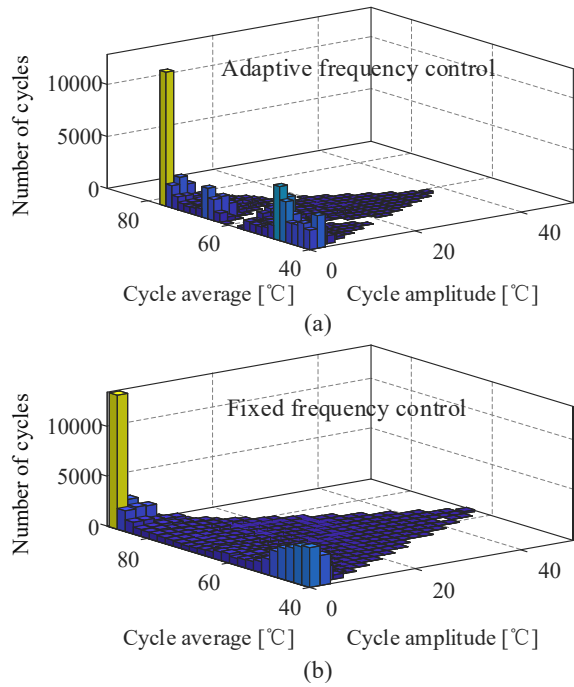 Adaptive frequency control
Number of cycles
10000
5000
0
80
60
40
0
20
40
Cycle average [℃]
Cycle amplitude [℃]
(a)
Fixed frequency control
Number of cycles
10000
5000
0
80
60
40
0
20
40
Cycle average [℃]
Cycle amplitude [℃]
(b)